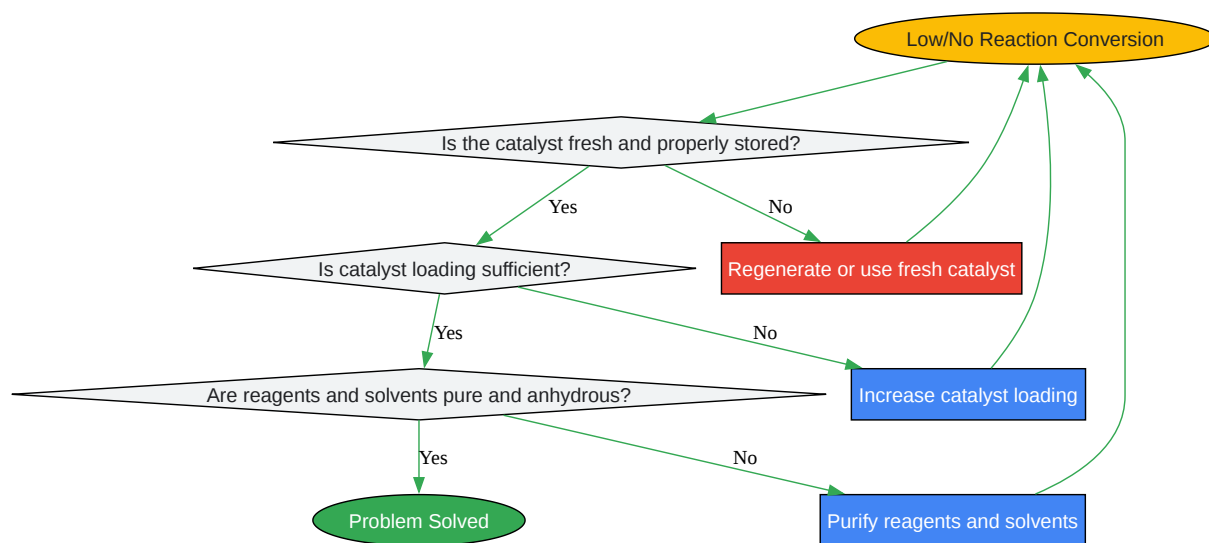 Low/No Reaction Conversion
Is the catalyst fresh and properly stored?
Yes
No
Is catalyst loading sufficient?
Regenerate or use fresh catalyst
Yes
No
Are reagents and solvents pure and anhydrous?
Increase catalyst loading
Yes
No
Problem Solved
Purify reagents and solvents